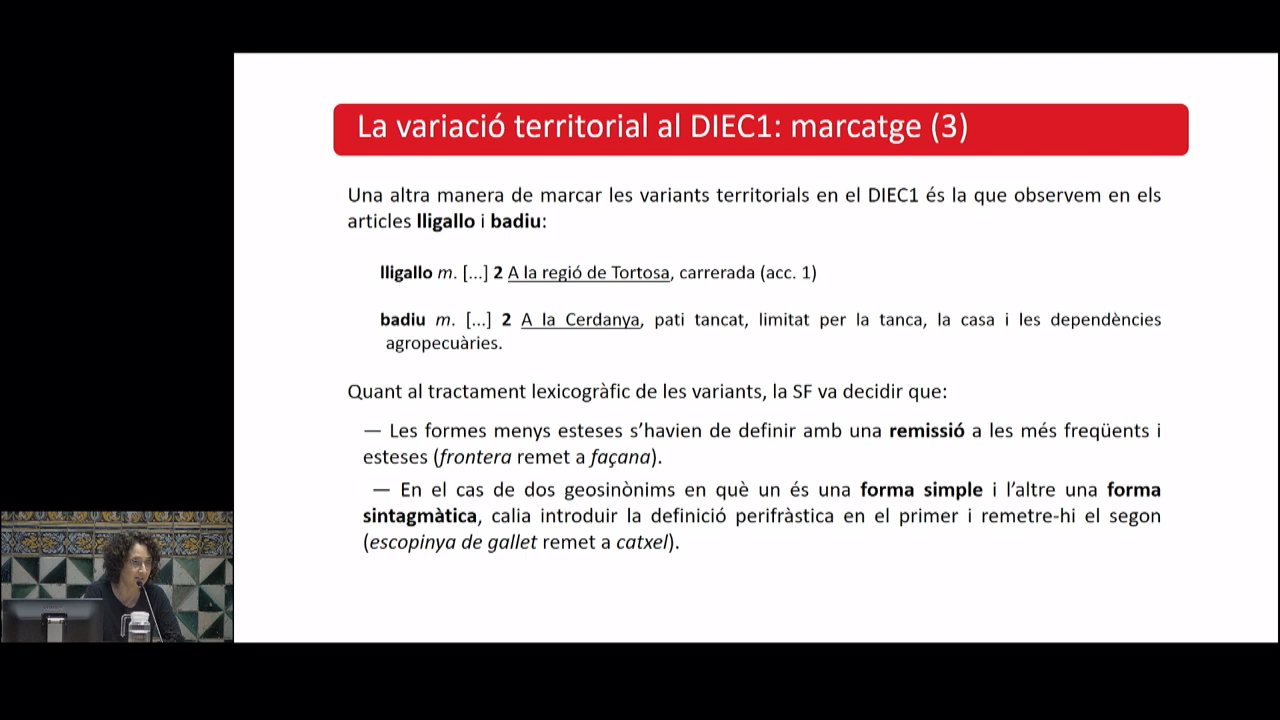 La variació territorial al DIEC1: marcatge (3)
Una altra manera de marcar les variants territorials en el DIEC1 és la que observem en els
articles lligallo i badiu:
lligallo m. [...] 2 A la regió de Tortosa, carrerada (acc. 1)
badiu m. [...] 2 A la Cerdanya, pati tancat, limitat per la tanca, la casa i les dependències
agropecuàries.
Quant al tractament lexicogràfic de les variants, la SF va decidir que:
— Les formes menys esteses s’havien de definir amb una remissió a les més freqüents i
esteses (frontera remet a façana).
— En el cas de dos geosinònims en què un és una forma simple i l’altre una forma
sintagmàtica, calia introduir la definició perifràstica en el primer i remetre-hi el segon
(escopinya de gallet remet a catxel).